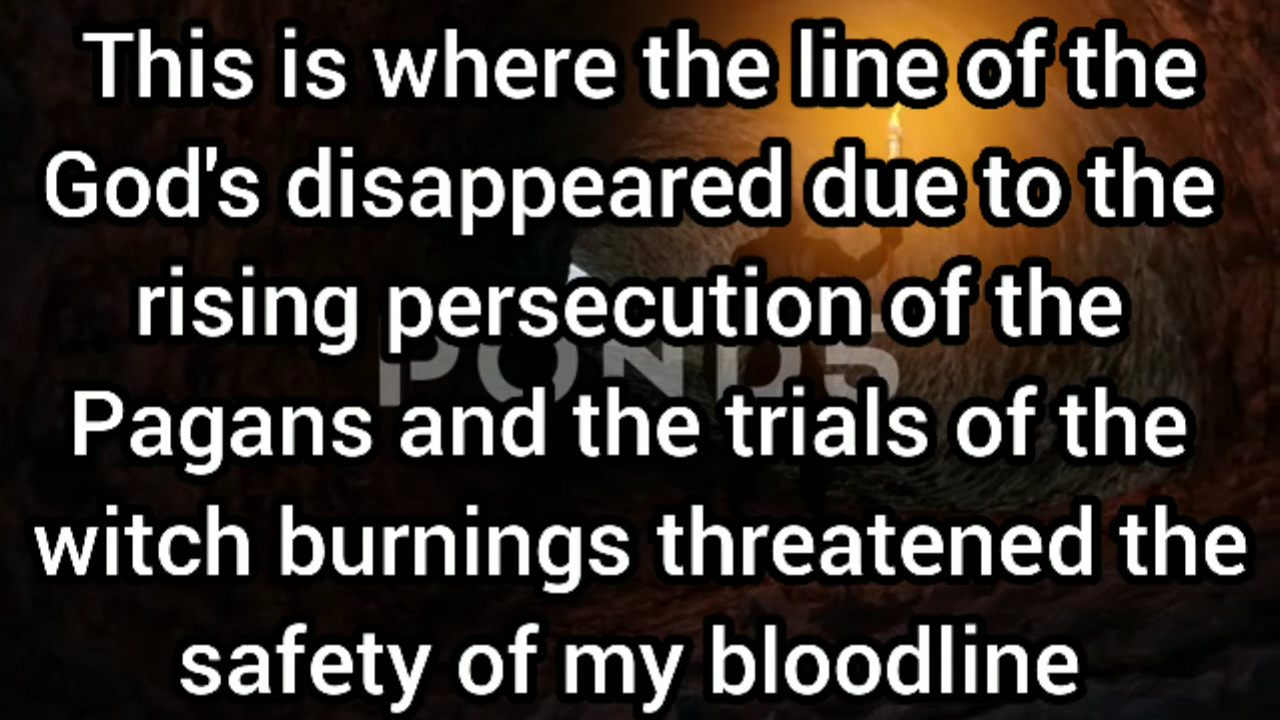 This is where the line of the
God's disappeared due to the
rising persecution of the
POND5
Pagans and the trials of the
witch burnings threatened the
safety of my bloodline